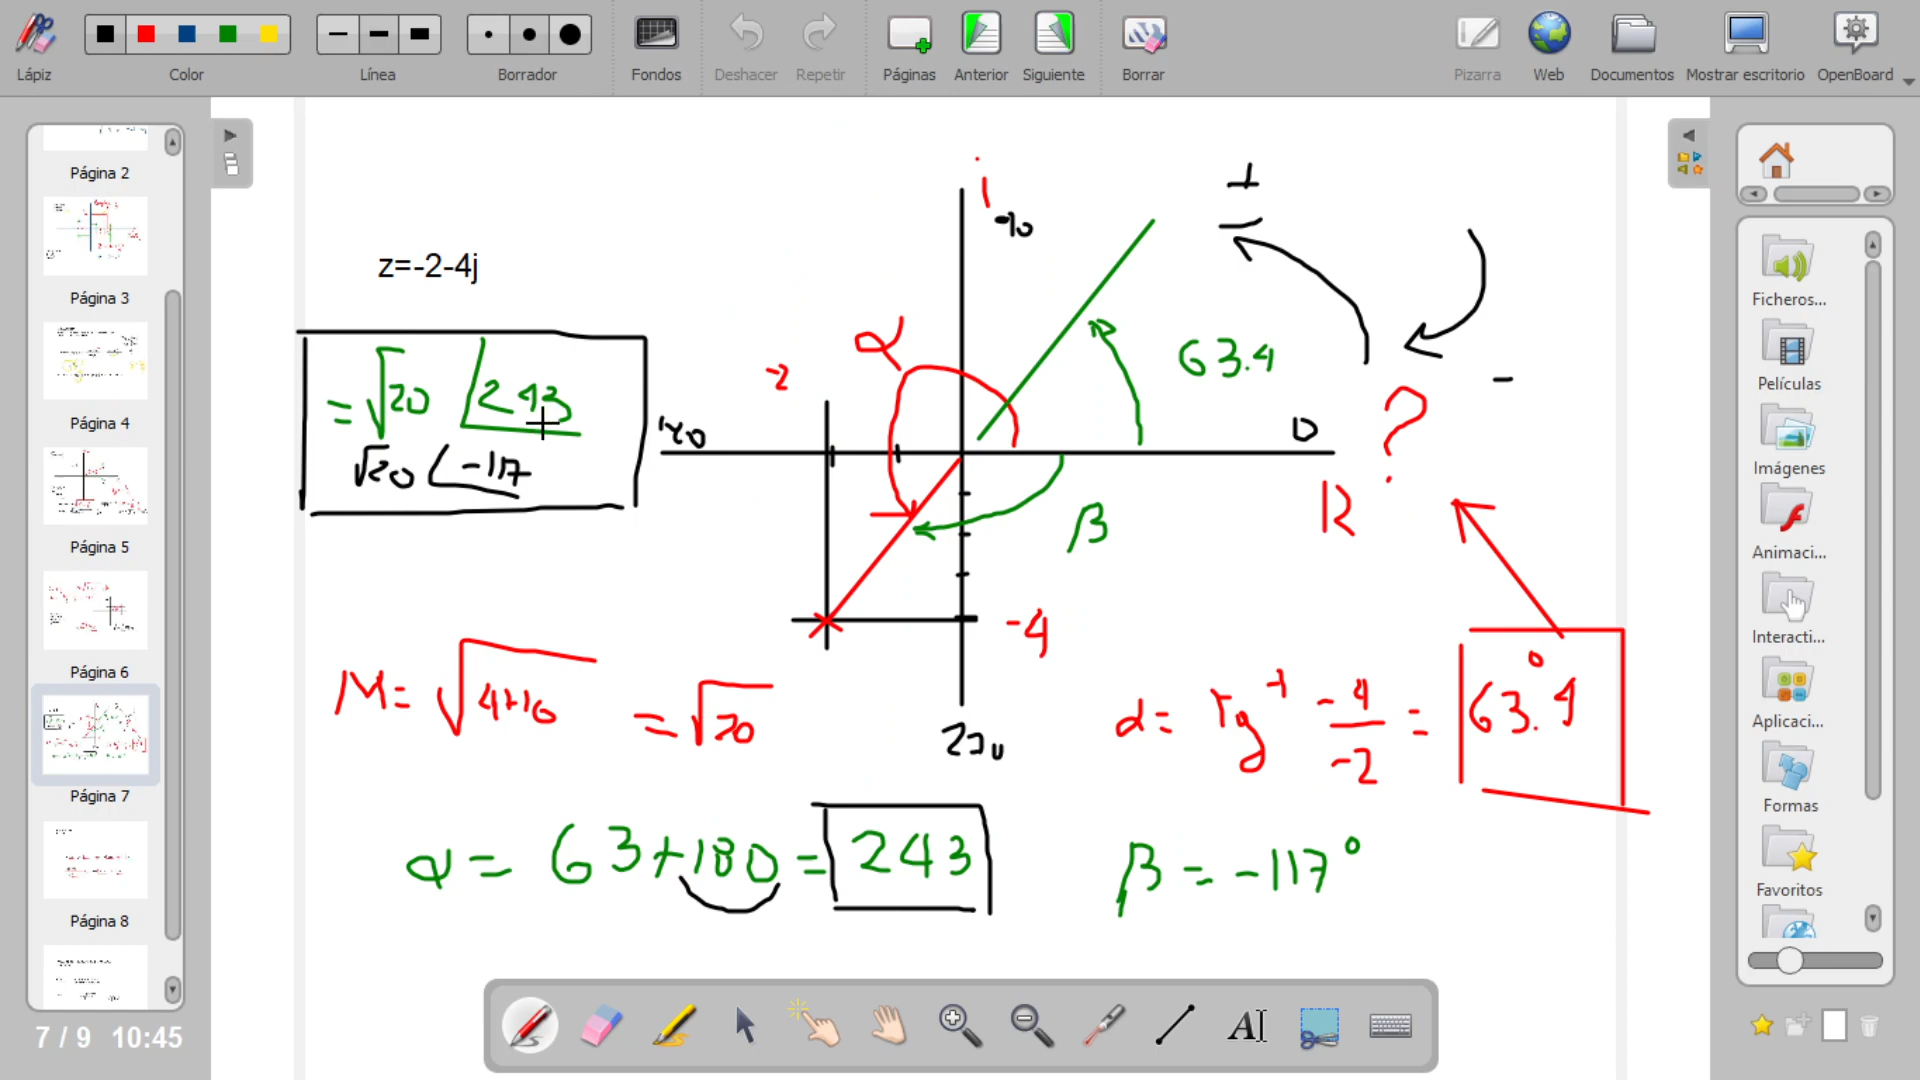 Lápiz
Color
Línea
Borrador
Fondos
Deshacer
Repetir
Páginas
Anterior
Siguiente
Borrar
Pizarra
Web
Documentos
Mostrar escritorio
OpenBoard
Página 2
Página 3
Página 4
Página 5
Página 6
Página 7
Página 8
7 / 9 10:45
z=-2-4j
= √20 ∠243
√20 ∠-117
i
90
α
-2
63.4
180
0
β
R
?
-4
270
M= √4+16 = √20
α= tg⁻¹ -4/-2 = 63.4°
α = 63+180 = 243
β = -117°
Ficheros...
Películas
Imágenes
Animaci...
Interacti...
Aplicaci...
Formas
Favoritos